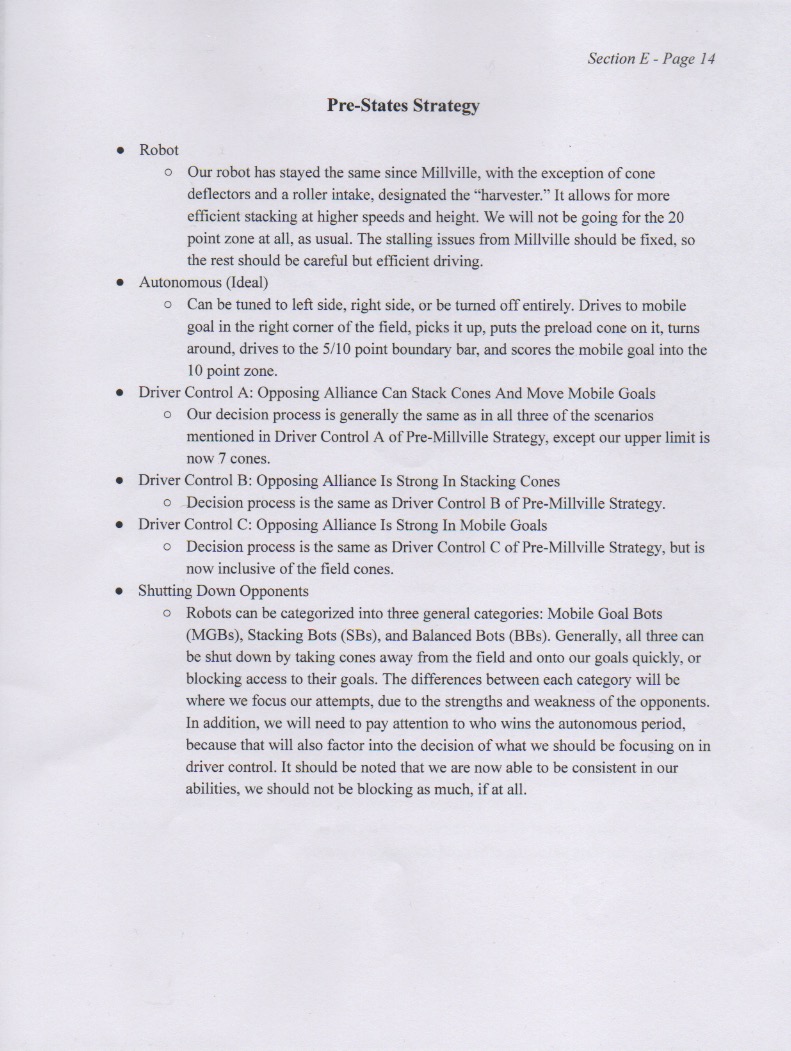 Section E - Page 14
Pre-States Strategy
● Robot
○ Our robot has stayed the same since Millville, with the exception of cone
deflectors and a roller intake, designated the “harvester.” It allows for more
efficient stacking at higher speeds and height. We will not be going for the 20
point zone at all, as usual. The stalling issues from Millville should be fixed, so
the rest should be careful but efficient driving.
● Autonomous (Ideal)
○ Can be tuned to left side, right side, or be turned off entirely. Drives to mobile
goal in the right corner of the field, picks it up, puts the preload cone on it, turns
around, drives to the 5/10 point boundary bar, and scores the mobile goal into the
10 point zone.
● Driver Control A: Opposing Alliance Can Stack Cones And Move Mobile Goals
○ Our decision process is generally the same as in all three of the scenarios
mentioned in Driver Control A of Pre-Millville Strategy, except our upper limit is
now 7 cones.
● Driver Control B: Opposing Alliance Is Strong In Stacking Cones
○ Decision process is the same as Driver Control B of Pre-Millville Strategy.
● Driver Control C: Opposing Alliance Is Strong In Mobile Goals
○ Decision process is the same as Driver Control C of Pre-Millville Strategy, but is
now inclusive of the field cones.
● Shutting Down Opponents
○ Robots can be categorized into three general categories: Mobile Goal Bots
(MGBs), Stacking Bots (SBs), and Balanced Bots (BBs). Generally, all three can
be shut down by taking cones away from the field and onto our goals quickly, or
blocking access to their goals. The differences between each category will be
where we focus our attempts, due to the strengths and weakness of the opponents.
In addition, we will need to pay attention to who wins the autonomous period,
because that will also factor into the decision of what we should be focusing on in
driver control. It should be noted that we are now able to be consistent in our
abilities, we should not be blocking as much, if at all.